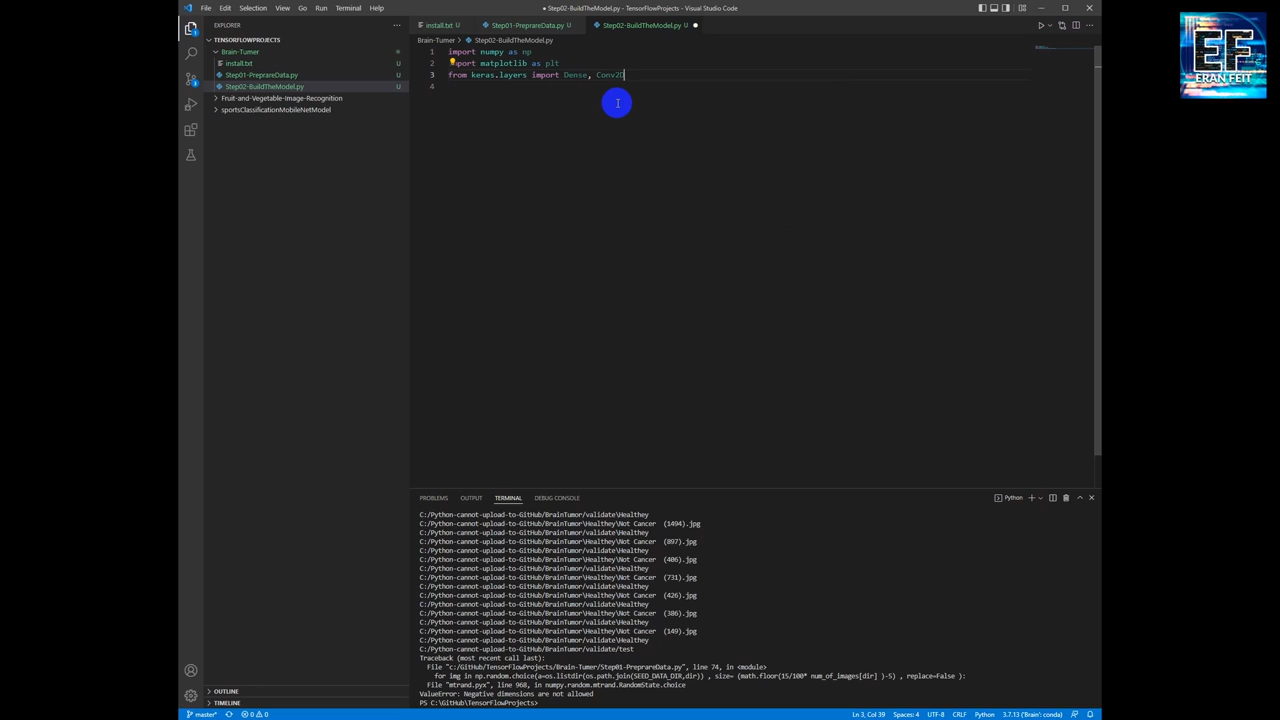 File Edit Selection View Go Run Terminal Help
● Step02-BuildTheModel.py - TensorFlowProjects - Visual Studio Code
EXPLORER
TENSORFLOWPROJECTS
Brain-Tumer
install.txt U
Step01-PreprareData.py U
Step02-BuildTheModel.py U
Fruit-and-Vegetable-Image-Recognition
sportsClassificationMobileNetModel
OUTLINE
TIMELINE
install.txt U
Step01-PreprareData.py U
Step02-BuildTheModel.py U
Brain-Tumer > Step02-BuildTheModel.py
1 import numpy as np
2 import matplotlib as plt
3 from keras.layers import Dense, Conv2D
4
PROBLEMS OUTPUT TERMINAL DEBUG CONSOLE
Python
C:/Python-cannot-upload-to-GitHub/BrainTumor/validate/Healthey
C:/Python-cannot-upload-to-GitHub/BrainTumor\Healthey\Not Cancer (1494).jpg
C:/Python-cannot-upload-to-GitHub/BrainTumor/validate/Healthey
C:/Python-cannot-upload-to-GitHub/BrainTumor\Healthey\Not Cancer (897).jpg
C:/Python-cannot-upload-to-GitHub/BrainTumor/validate/Healthey
C:/Python-cannot-upload-to-GitHub/BrainTumor\Healthey\Not Cancer (406).jpg
C:/Python-cannot-upload-to-GitHub/BrainTumor/validate/Healthey
C:/Python-cannot-upload-to-GitHub/BrainTumor\Healthey\Not Cancer (731).jpg
C:/Python-cannot-upload-to-GitHub/BrainTumor/validate/Healthey
C:/Python-cannot-upload-to-GitHub/BrainTumor\Healthey\Not Cancer (426).jpg
C:/Python-cannot-upload-to-GitHub/BrainTumor/validate/Healthey
C:/Python-cannot-upload-to-GitHub/BrainTumor\Healthey\Not Cancer (386).jpg
C:/Python-cannot-upload-to-GitHub/BrainTumor/validate/Healthey
C:/Python-cannot-upload-to-GitHub/BrainTumor\Healthey\Not Cancer (149).jpg
C:/Python-cannot-upload-to-GitHub/BrainTumor/validate/Healthey
C:/Python-cannot-upload-to-GitHub/BrainTumor/validate/test
Traceback (most recent call last):
File "c:/GitHub/TensorFlowProjects/Brain-Tumer/Step01-PreprareData.py", line 74, in <module>
for img in np.random.choice(a=os.listdir(os.path.join(SEED_DATA_DIR,dir)) , size= (math.floor(15/100* num_of_images[dir] )-5) , replace=False ):
File "mtrand.pyx", line 968, in numpy.random.mtrand.RandomState.choice
ValueError: Negative dimensions are not allowed
PS C:\GitHub\TensorFlowProjects>
master* 0 0
Ln 3, Col 39 Spaces: 4 UTF-8 CRLF Python 3.7.13 ('Brain': conda)
EF
ERAN FEIT